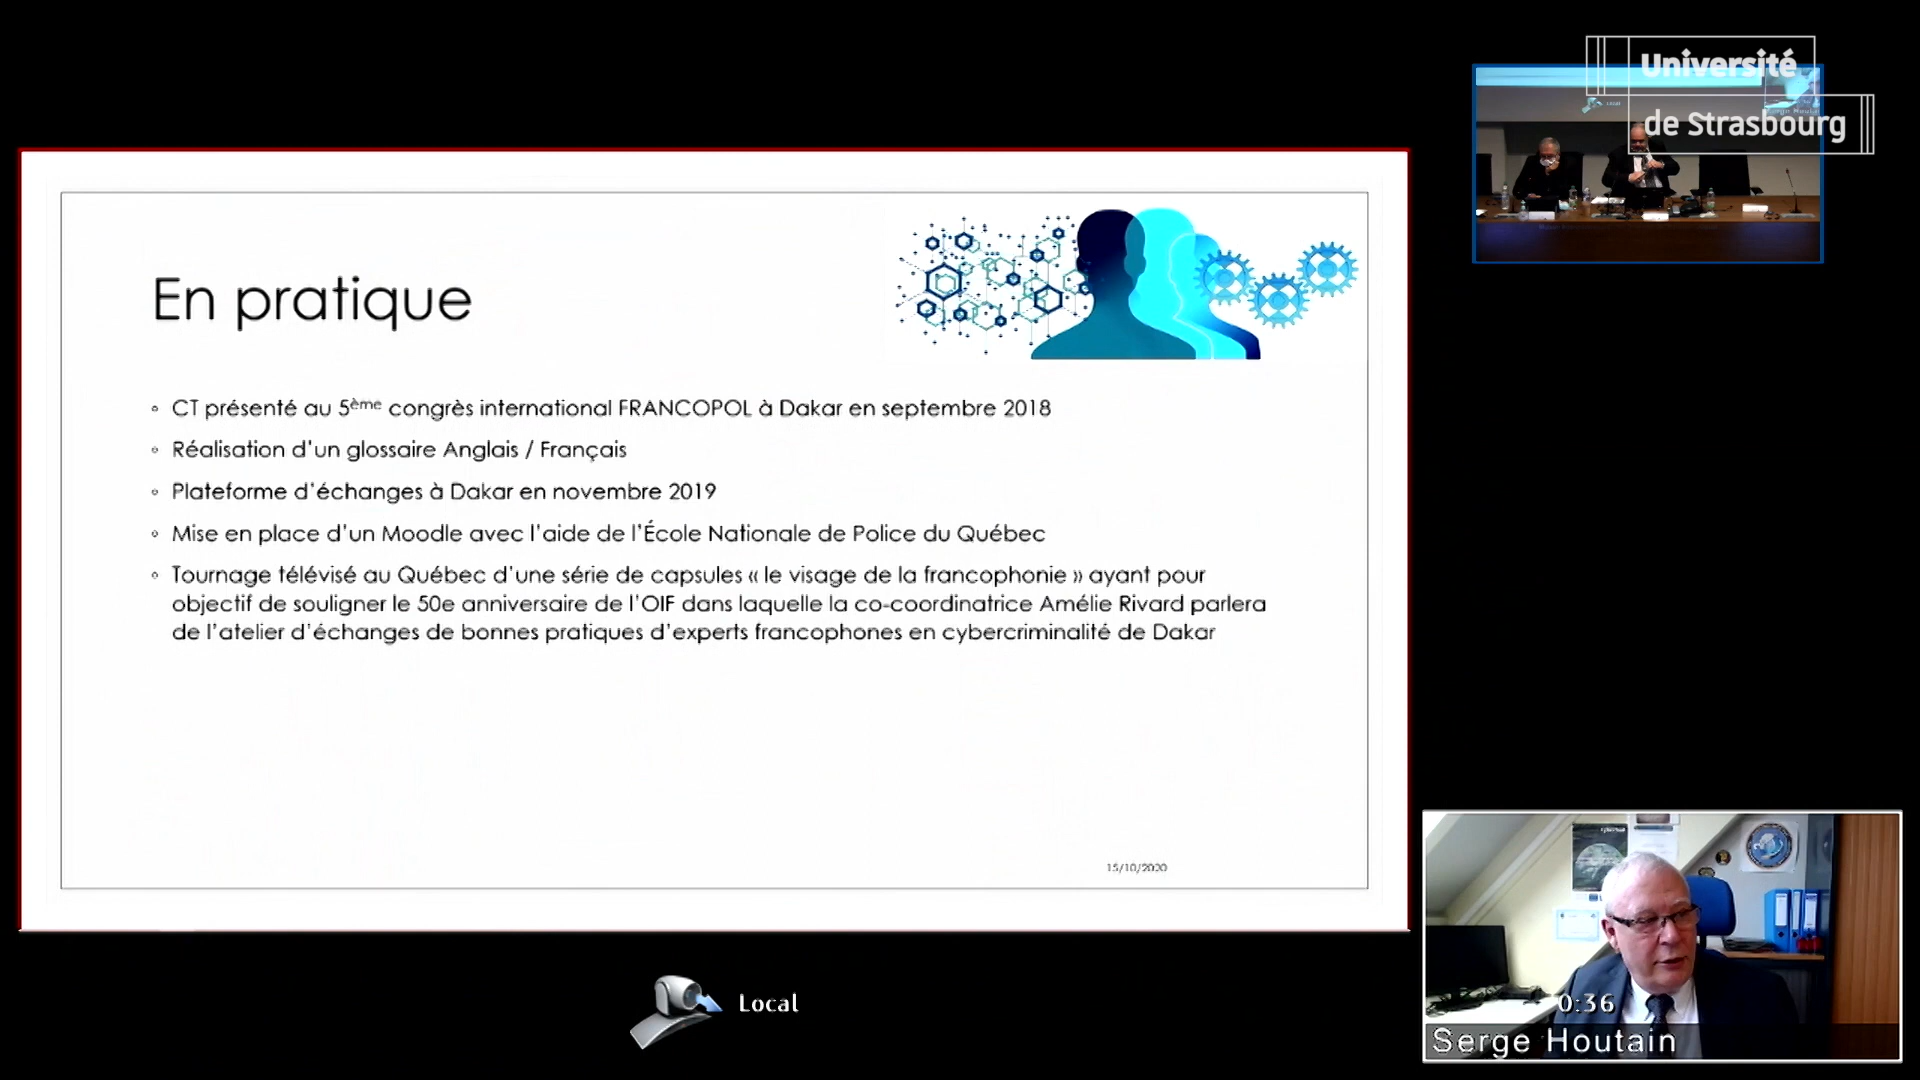 Université
de Strasbourg
En pratique
CT présenté au 5ème congrès international FRANCOPOL à Dakar en septembre 2018
Réalisation d'un glossaire Anglais / Français
Plateforme d'échanges à Dakar en novembre 2019
Mise en place d'un Moodle avec l'aide de l'École Nationale de Police du Québec
Tournage télévisé au Québec d'une série de capsules « le visage de la francophonie » ayant pour
objectif de souligner le 50e anniversaire de l'OIF dans laquelle la co-coordinatrice Amélie Rivard parlera
de l'atelier d'échanges de bonnes pratiques d'experts francophones en cybercriminalité de Dakar
15/10/2020
Local
0:36
Serge Houtain